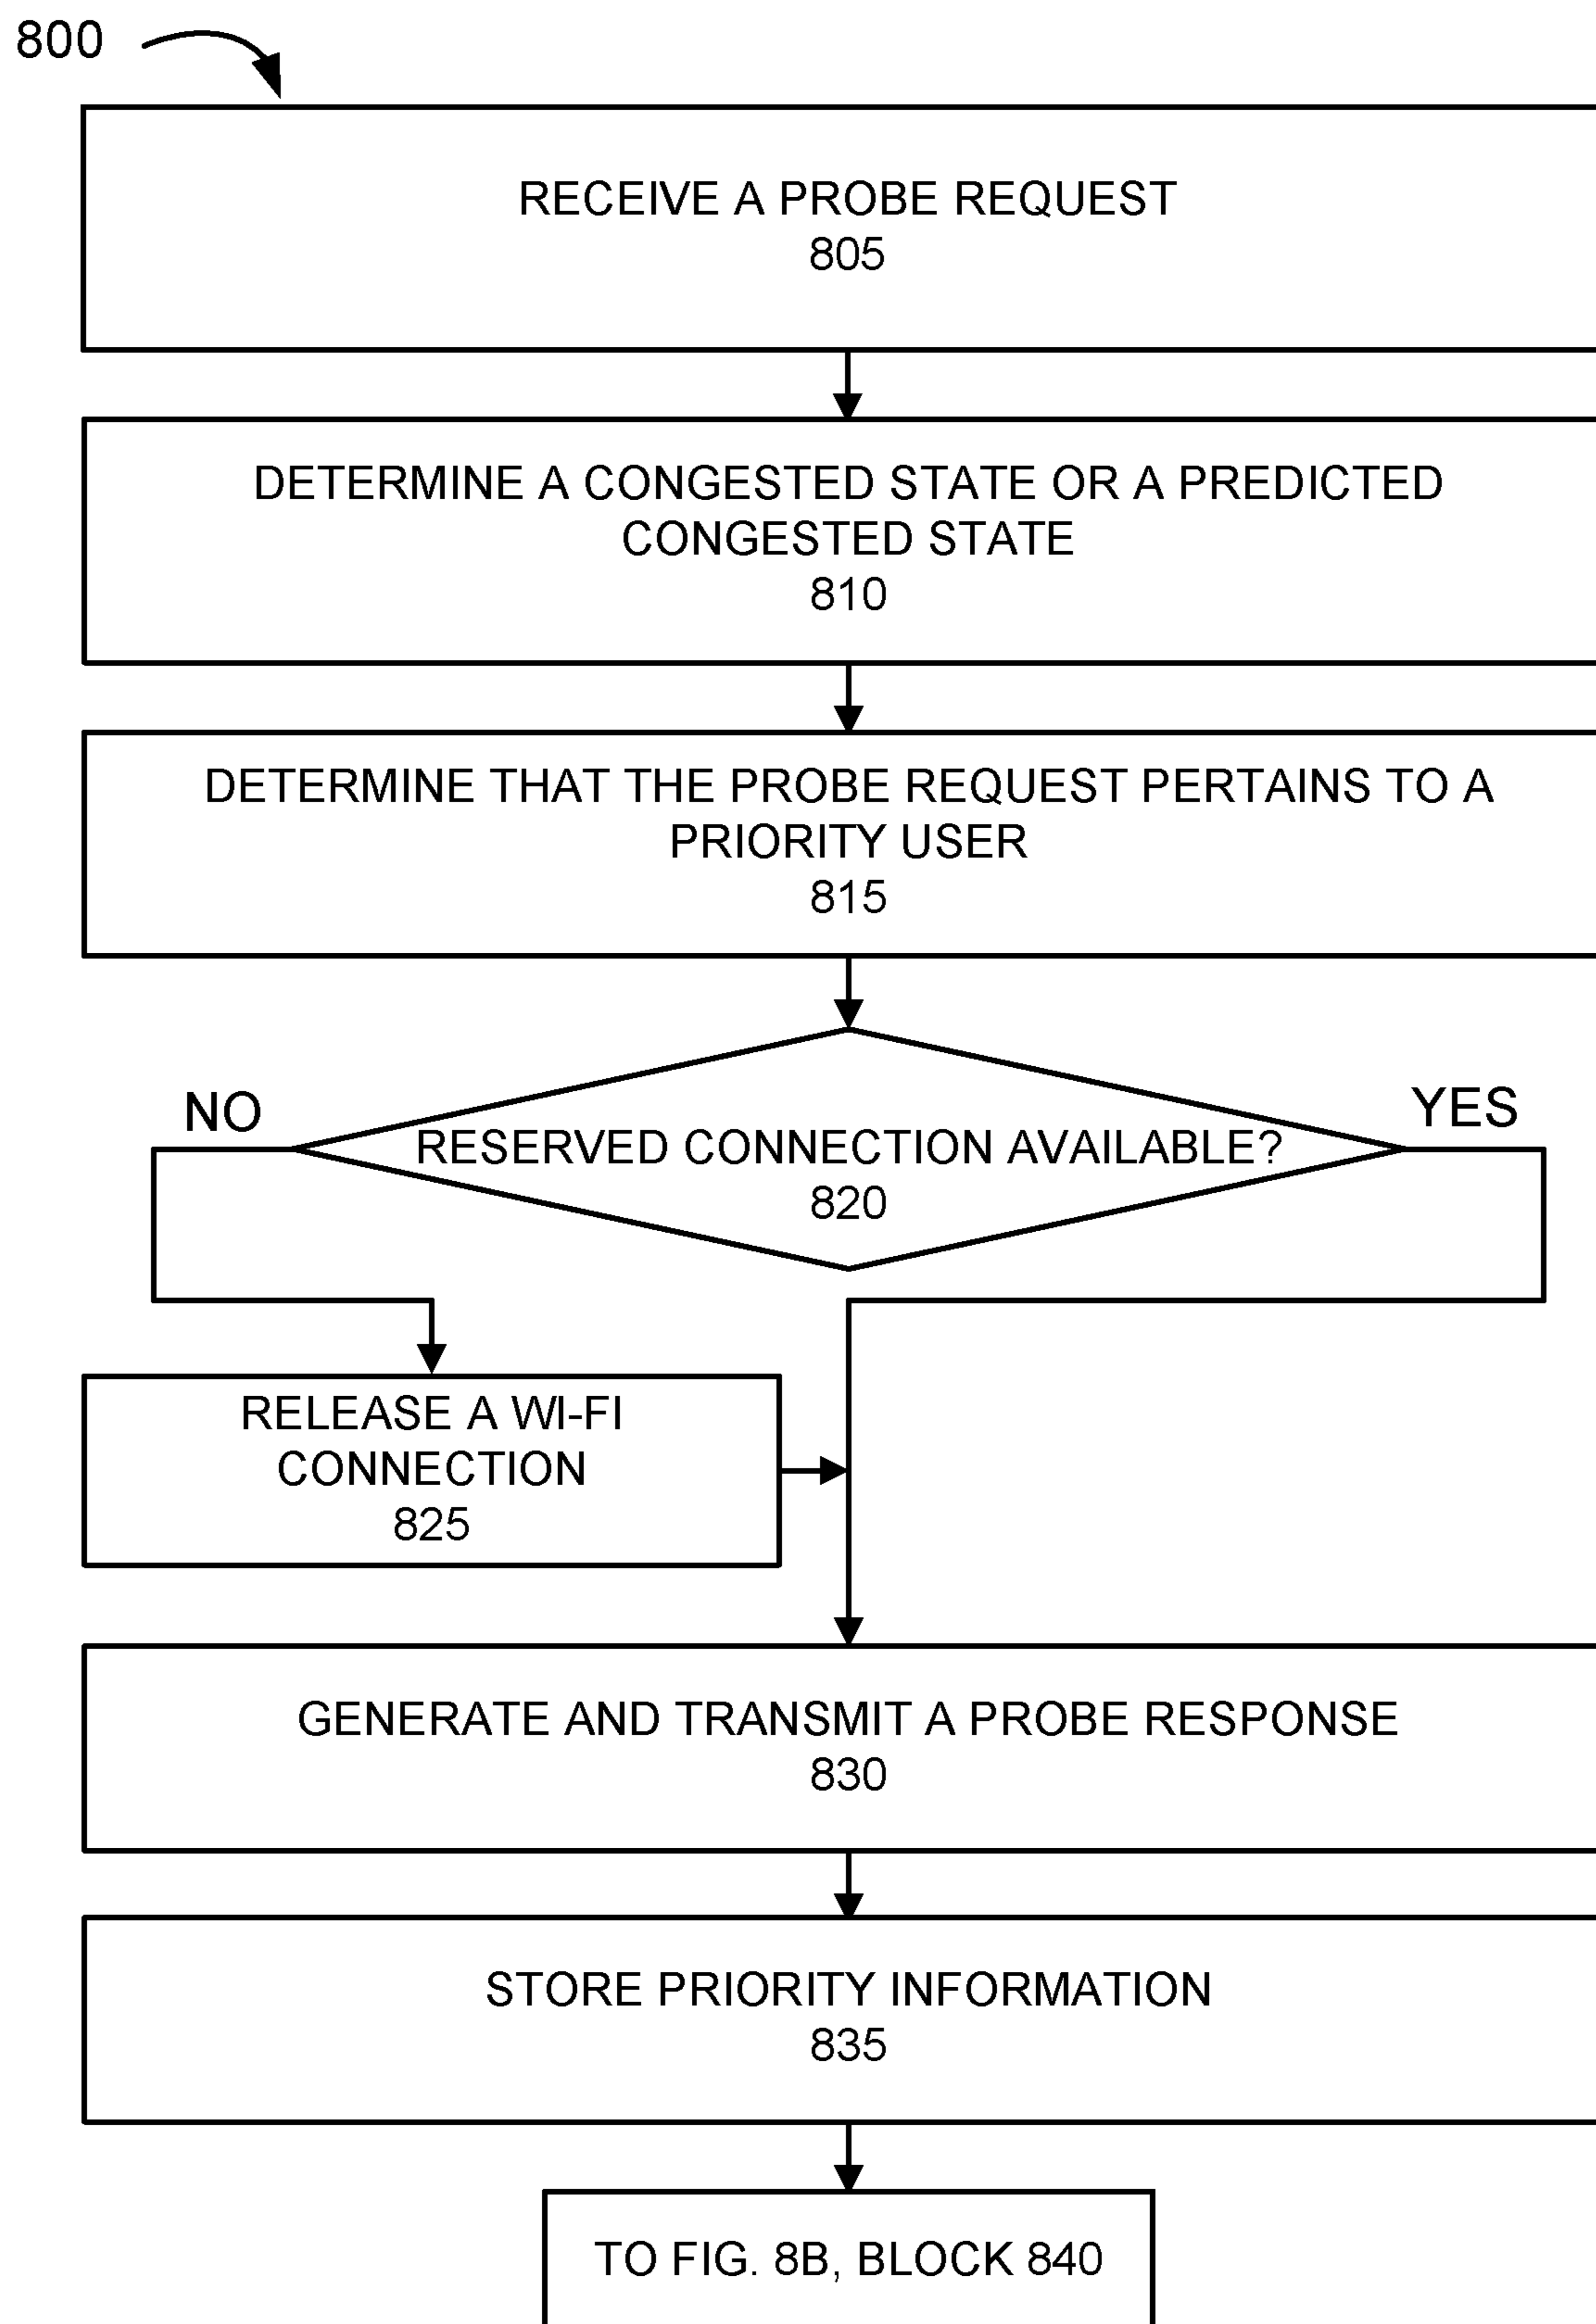 800
RECEIVE A PROBE REQUEST
805
DETERMINE A CONGESTED STATE OR A PREDICTED
CONGESTED STATE
810
DETERMINE THAT THE PROBE REQUEST PERTAINS TO A
PRIORITY USER
815
NO
YES
RESERVED CONNECTION AVAILABLE?
820
RELEASE A WI-FI
CONNECTION
825
GENERATE AND TRANSMIT A PROBE RESPONSE
830
STORE PRIORITY INFORMATION
835
TO FIG. 8B, BLOCK 840